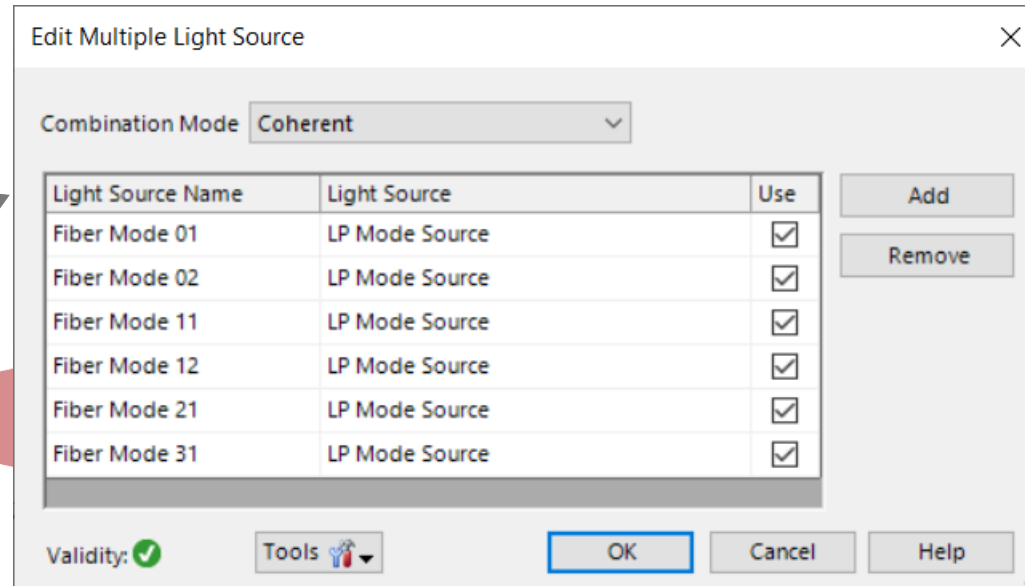 Edit Multiple Light Source
Combination Mode Coherent
Light Source Name Light Source Use
Fiber Mode 01 LP Mode Source
Fiber Mode 02 LP Mode Source
Fiber Mode 11 LP Mode Source
Fiber Mode 12 LP Mode Source
Fiber Mode 21 LP Mode Source
Fiber Mode 31 LP Mode Source
Add
Remove
Validity: Tools OK Cancel Help